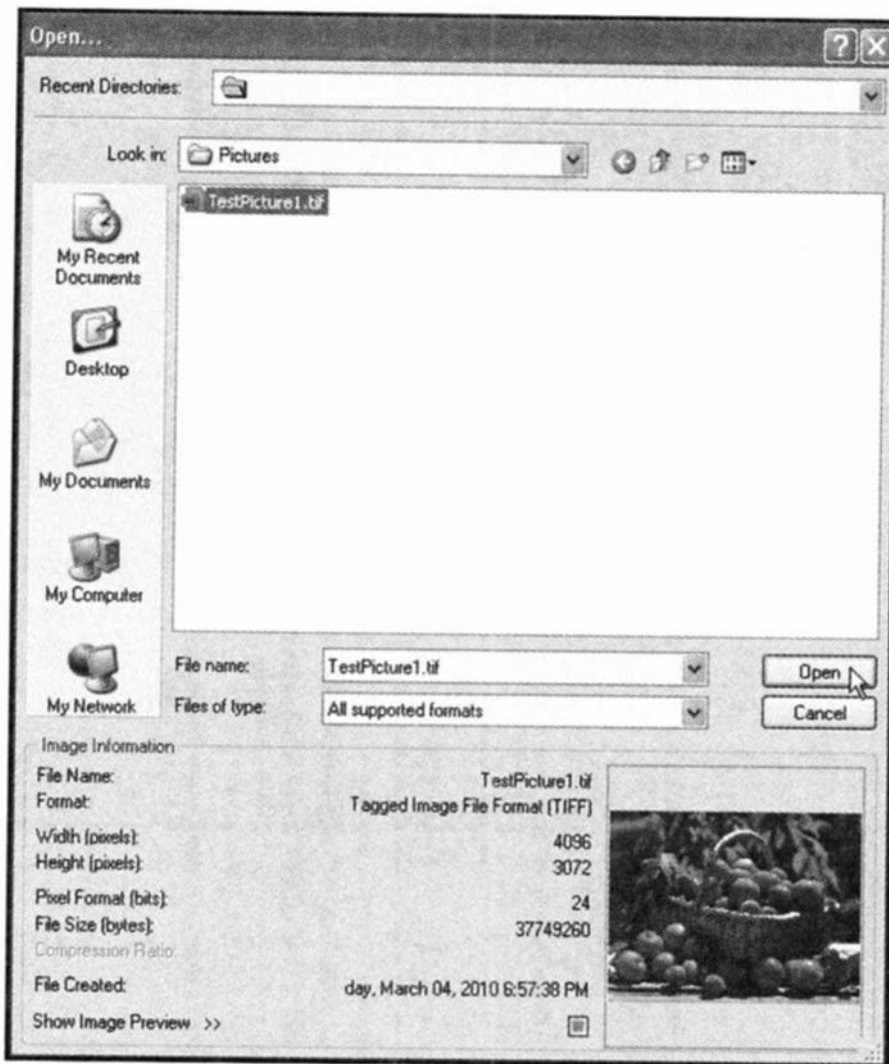 Open...
Recent Directories:
Look in: Pictures
TestPicture1.tif
My Recent
Documents
Desktop
My Documents
My Computer
My Network
File name: TestPicture1.tif Open
Files of type: All supported formats Cancel
Image Information
File Name: TestPicture1.tif
Format: Tagged Image File Format (TIFF)
Width (pixels): 4096
Height (pixels): 3072
Pixel Format (bits): 24
File Size (bytes): 37749260
Compression Ratio:
File Created: day, March 04, 2010 6:57:38 PM
Show Image Preview >>